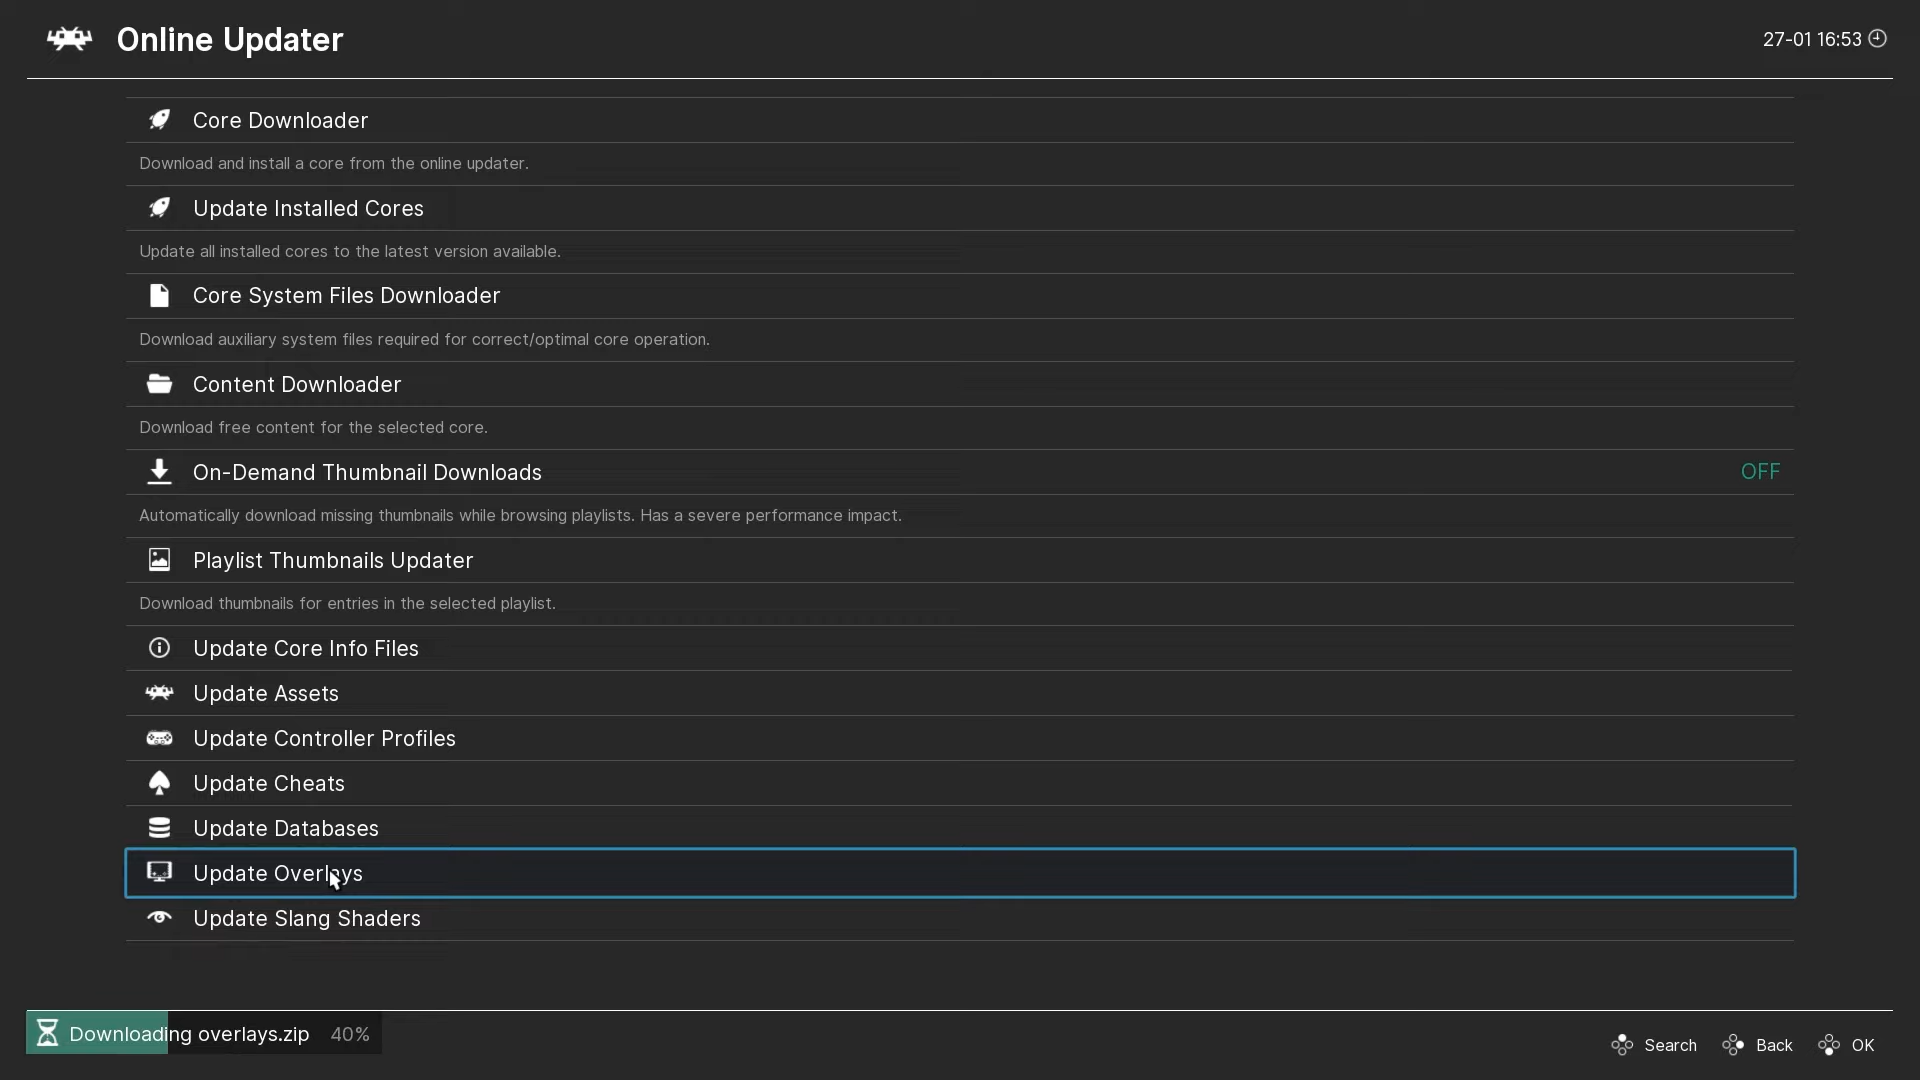 Online Updater
27-01 16:53
Core Downloader
Download and install a core from the online updater.
Update Installed Cores
Update all installed cores to the latest version available.
Core System Files Downloader
Download auxiliary system files required for correct/optimal core operation.
Content Downloader
Download free content for the selected core.
On-Demand Thumbnail Downloads OFF
Automatically download missing thumbnails while browsing playlists. Has a severe performance impact.
Playlist Thumbnails Updater
Download thumbnails for entries in the selected playlist.
Update Core Info Files
Update Assets
Update Controller Profiles
Update Cheats
Update Databases
Update Overlays
Update Slang Shaders
Downloading overlays.zip 40%
Search Back OK